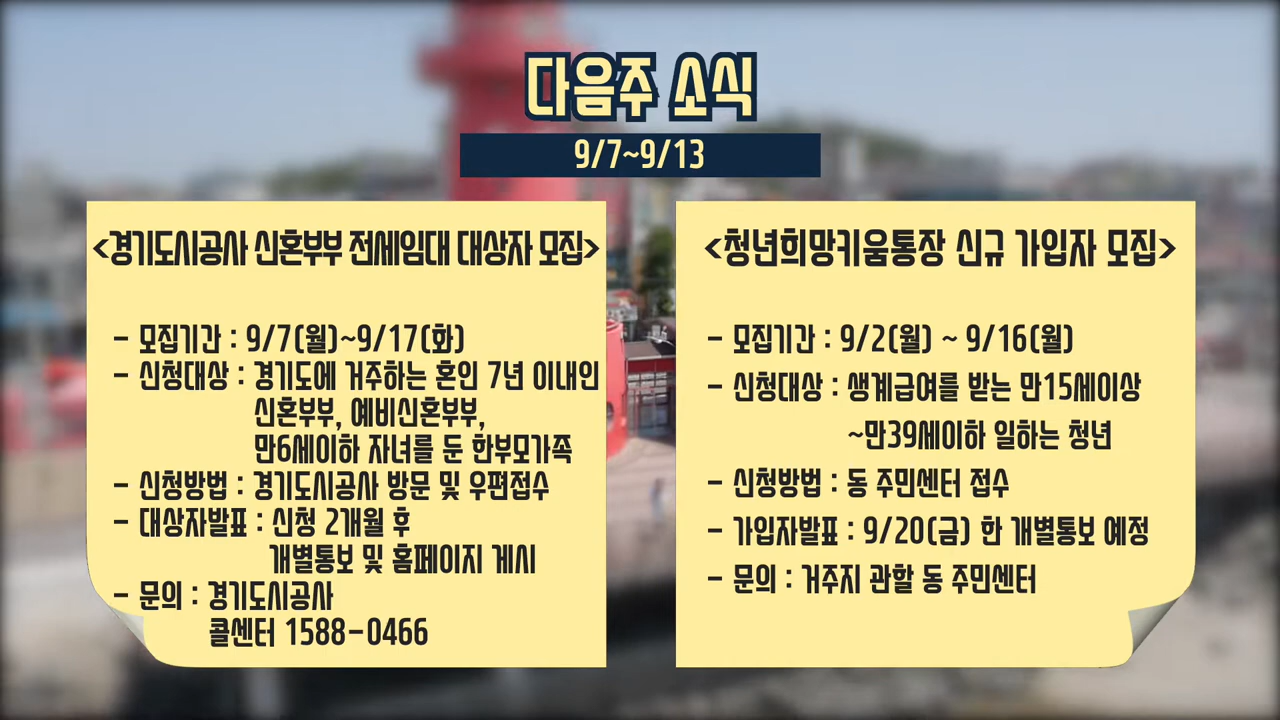 다음주 소식
9/7~9/13
<경기도시공사 신혼부부 전세임대 대상자 모집>
- 모집기간 : 9/7(월)~9/17(화)
- 신청대상 : 경기도에 거주하는 혼인 7년 이내인
신혼부부, 예비신혼부부,
만6세이하 자녀를 둔 한부모가족
- 신청방법 : 경기도시공사 방문 및 우편접수
- 대상자발표 : 신청 2개월 후
개별통보 및 홈페이지 게시
- 문의 : 경기도시공사
콜센터 1588-0466
<청년희망키움통장 신규 가입자 모집>
- 모집기간 : 9/2(월) ~ 9/16(월)
- 신청대상 : 생계급여를 받는 만15세이상
~만39세이하 일하는 청년
- 신청방법 : 동 주민센터 접수
- 가입자발표 : 9/20(금) 한 개별통보 예정
- 문의 : 거주지 관할 동 주민센터